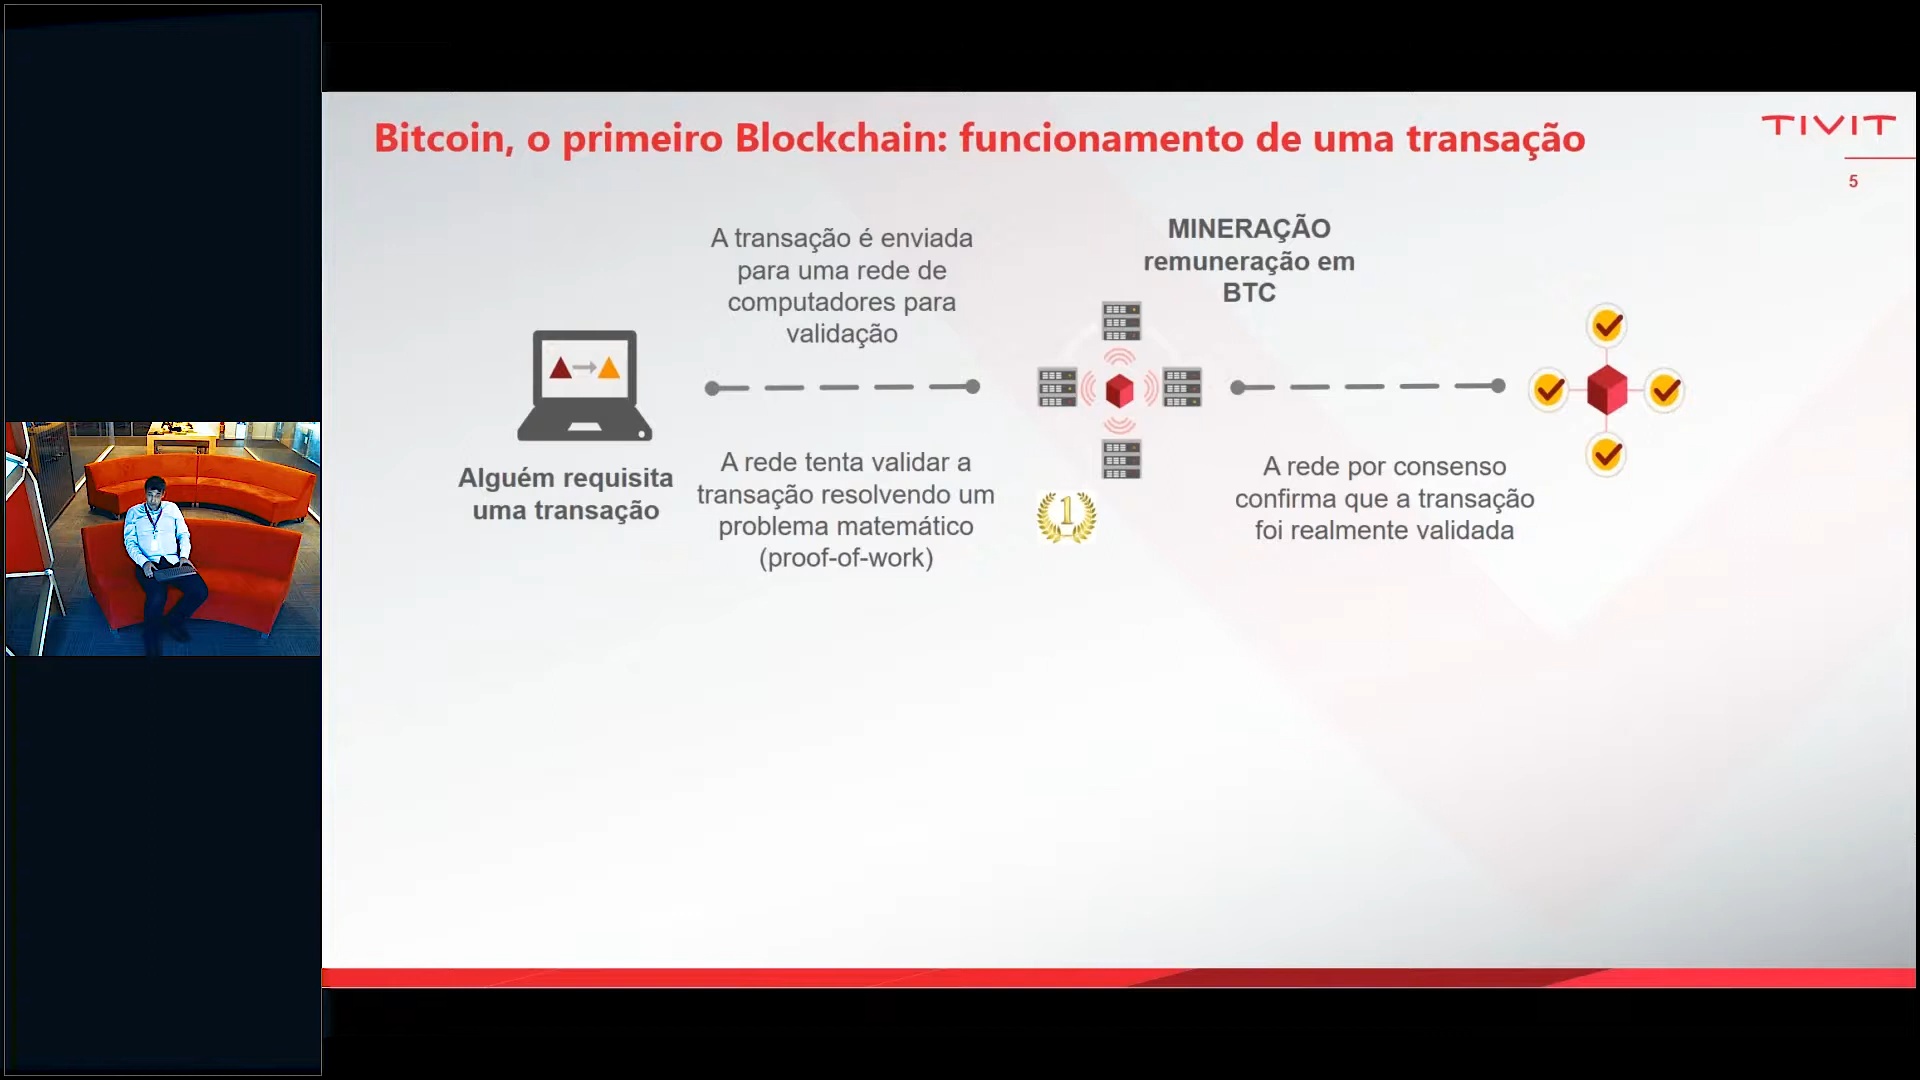 Bitcoin, o primeiro Blockchain: funcionamento de uma transação
TIVIT
5
A transação é enviada
para uma rede de
computadores para
validação
MINERAÇÃO
remuneração em
BTC
Alguém requisita
uma transação
A rede tenta validar a
transação resolvendo um
problema matemático
(proof-of-work)
1
A rede por consenso
confirma que a transação
foi realmente validada